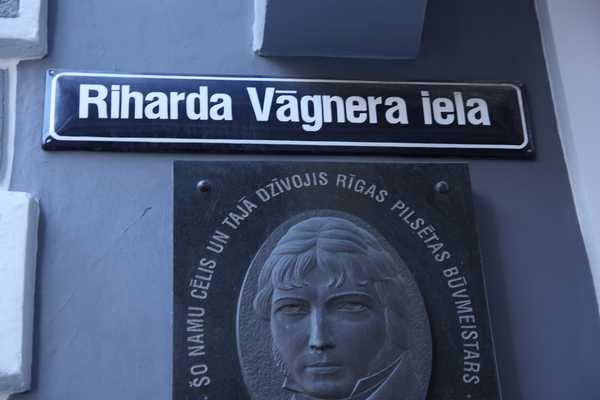 Riharda Vāgnera iela
· ŠO NAMU CĒLIS UN TAJĀ DZĪVOJIS RĪGAS PILSĒTAS BŪVMEISTARS ·